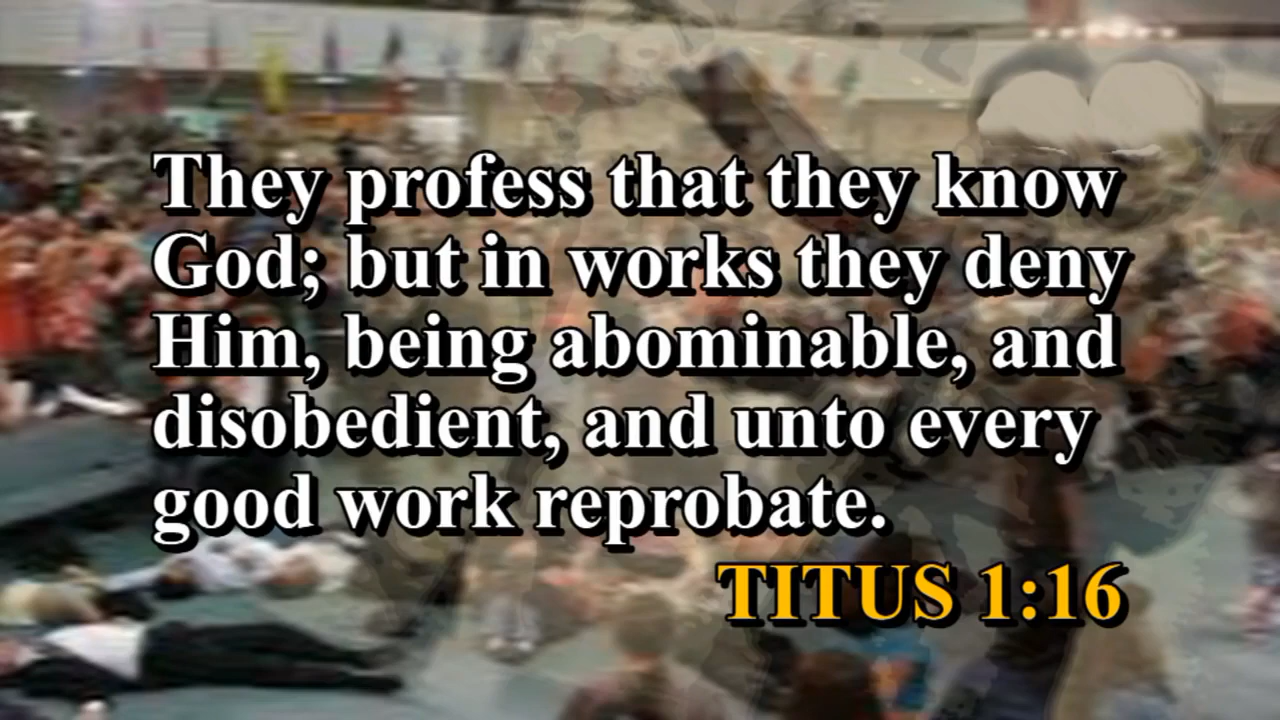 They profess that they know
God; but in works they deny
Him, being abominable, and
disobedient, and unto every
good work reprobate.
TITUS 1:16